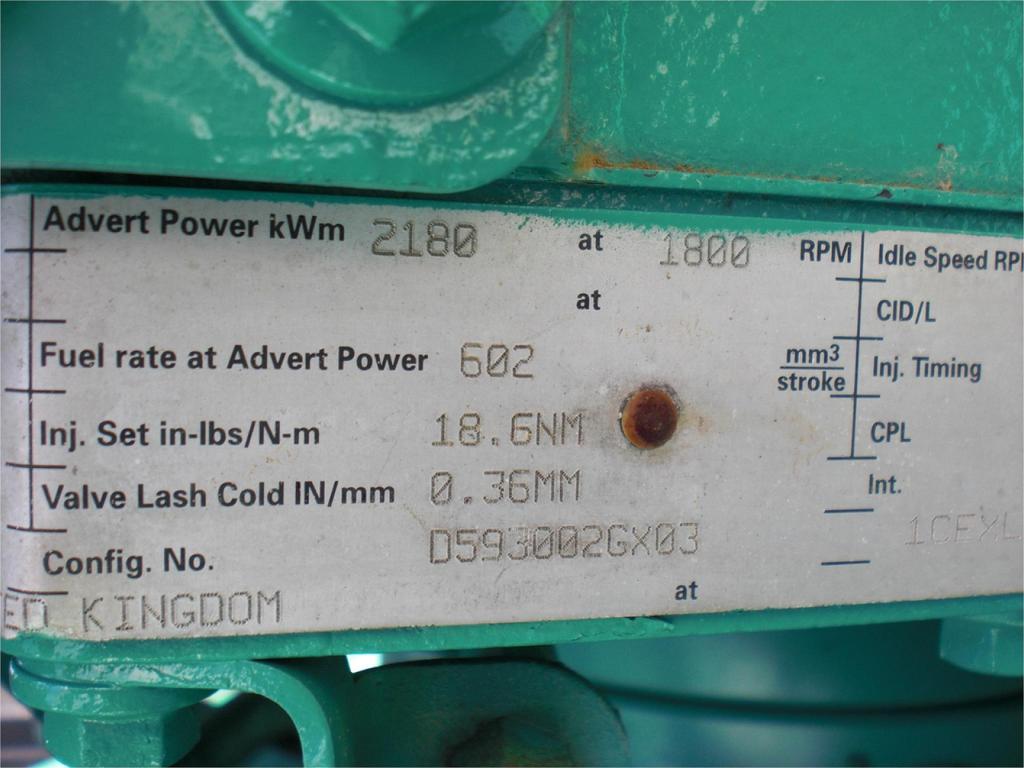 Advert Power kWm 2180 at 1800 RPM Idle Speed RP
at CID/L
Fuel rate at Advert Power 602 mm3/stroke Inj. Timing
Inj. Set in-lbs/N-m 18.6NM CPL
Valve Lash Cold IN/mm 0.36MM Int.
Config. No. D593002GX03 1CEXL
ED KINGDOM at